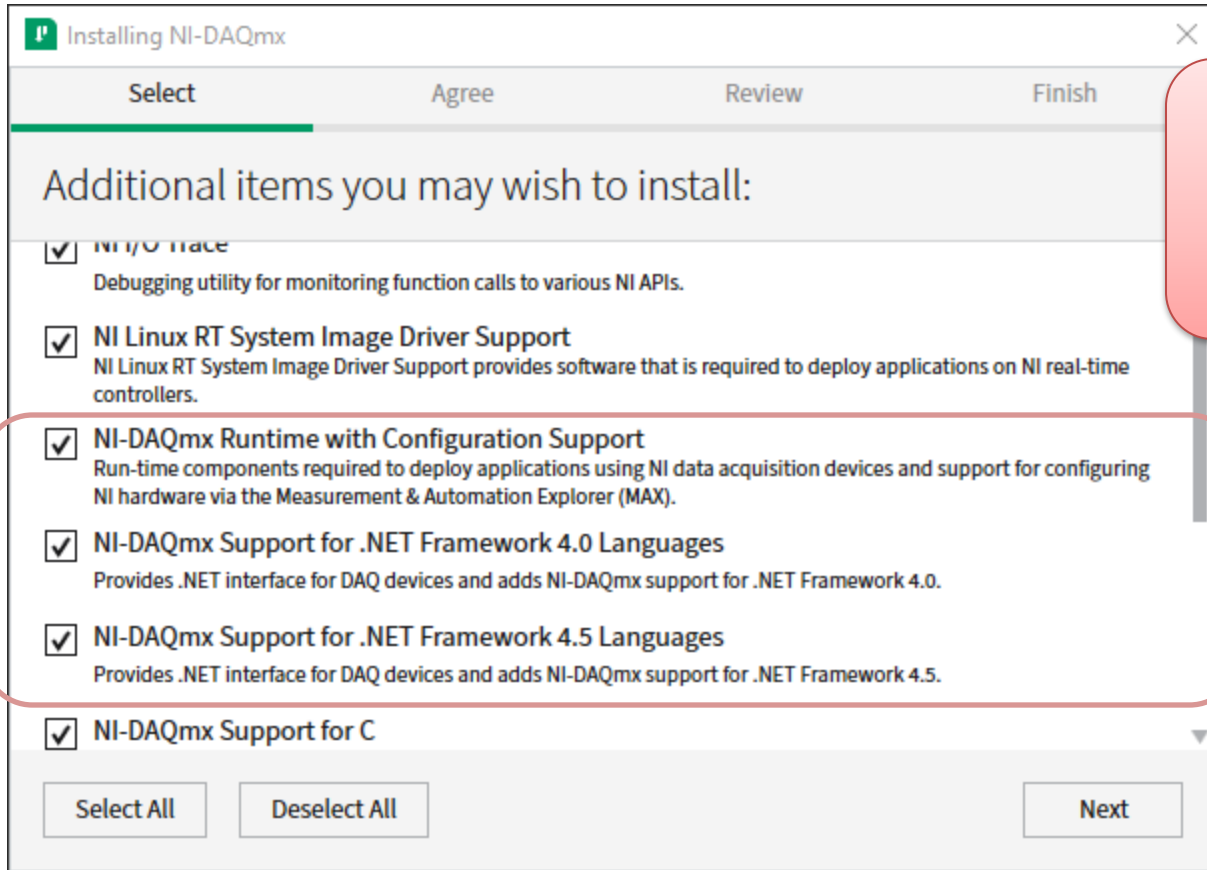 Installing NI-DAQmx
Select Agree Review Finish
Additional items you may wish to install:
NI I/O Trace
Debugging utility for monitoring function calls to various NI APIs.
NI Linux RT System Image Driver Support
NI Linux RT System Image Driver Support provides software that is required to deploy applications on NI real-time
controllers.
NI-DAQmx Runtime with Configuration Support
Run-time components required to deploy applications using NI data acquisition devices and support for configuring
NI hardware via the Measurement & Automation Explorer (MAX).
NI-DAQmx Support for .NET Framework 4.0 Languages
Provides .NET interface for DAQ devices and adds NI-DAQmx support for .NET Framework 4.0.
NI-DAQmx Support for .NET Framework 4.5 Languages
Provides .NET interface for DAQ devices and adds NI-DAQmx support for .NET Framework 4.5.
NI-DAQmx Support for C
Select All Deselect All Next